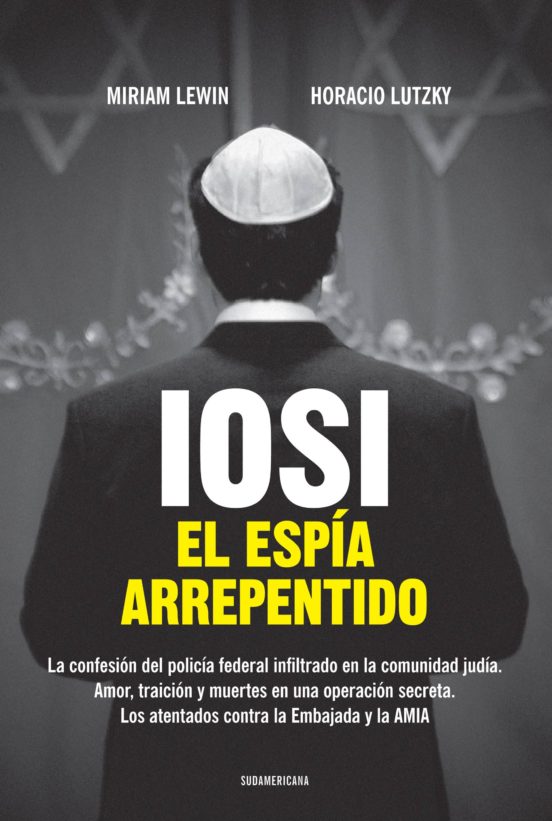 MIRIAM LEWIN
HORACIO LUTZKY
IOSI
EL ESPÍA
ARREPENTIDO
La confesión del policía federal infiltrado en la comunidad judía.
Amor, traición y muertes en una operación secreta.
Los atentados contra la Embajada y la AMIA
SUDAMERICANA